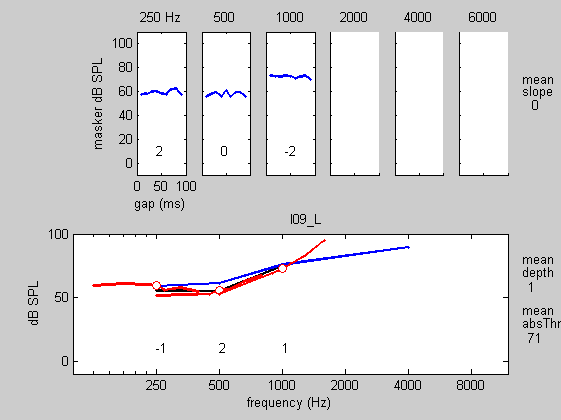 250 Hz 500 1000 2000 4000 6000
masker dB SPL
100
80
60
40
20
0
2 0 -2
mean
slope
0
0 50 100
gap (ms)
I09_L
dB SPL
100
50
0
-1 2 1
mean
depth
1
mean
absThr
71
250 500 1000 2000 4000 8000
frequency (Hz)